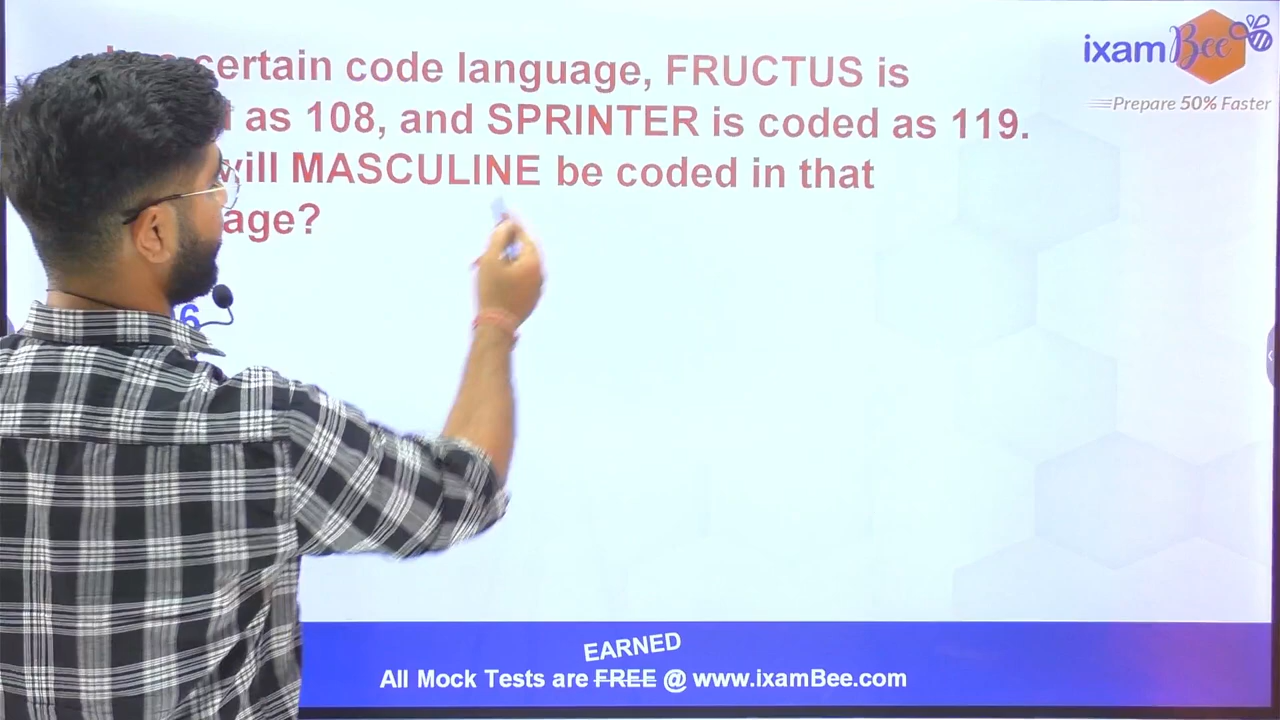 certain code language, FRUCTUS is
as 108, and SPRINTER is coded as 119.
will MASCULINE be coded in that
age?
6
ixamBee
Prepare 50% Faster
EARNED
All Mock Tests are FREE @ www.ixamBee.com